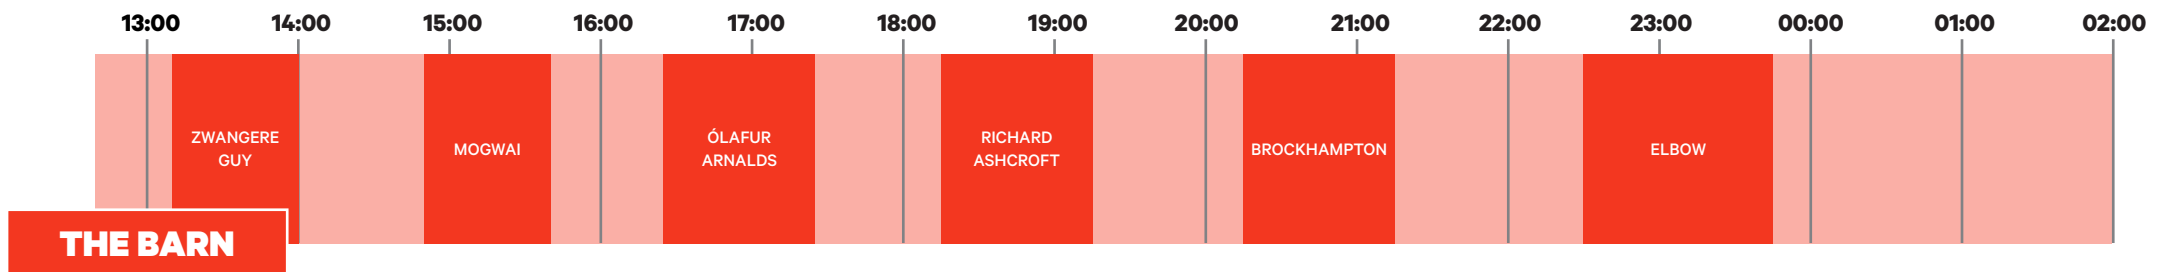 13:00 14:00 15:00 16:00 17:00 18:00 19:00 20:00 21:00 22:00 23:00 00:00 01:00 02:00
ZWANGERE
GUY
MOGWAI
ÓLAFUR
ARNALDS
RICHARD
ASHCROFT
BROCKHAMPTON
ELBOW
THE BARN